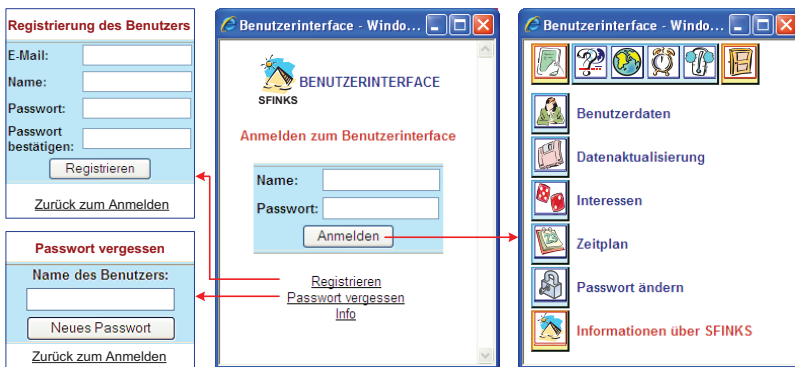 Registrierung des Benutzers
E-Mail:
Name:
Passwort:
Passwort
bestätigen:
Registrieren
Zurück zum Anmelden
Passwort vergessen
Name des Benutzers:
Neues Passwort
Zurück zum Anmelden
Benutzerinterface - Windo...
SFINKS
BENUTZERINTERFACE
Anmelden zum Benutzerinterface
Name:
Passwort:
Anmelden
Registrieren
Passwort vergessen
Info
Benutzerinterface - Windo...
Benutzerdaten
Datenaktualisierung
Interessen
Zeitplan
Passwort ändern
Informationen über SFINKS